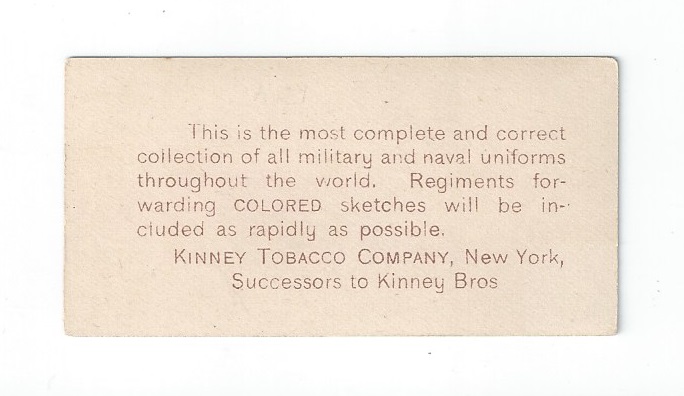 This is the most complete and correct
collection of all military and naval uniforms
throughout the world. Regiments for-
warding COLORED sketches will be in-
cluded as rapidly as possible.
KINNEY TOBACCO COMPANY, New York,
Successors to Kinney Bros